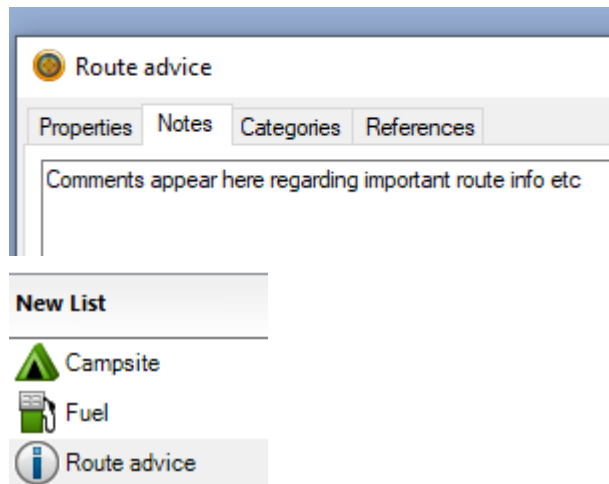 Route advice
Properties Notes Categories References
Comments appear here regarding important route info etc
New List
Campsite
Fuel
Route advice